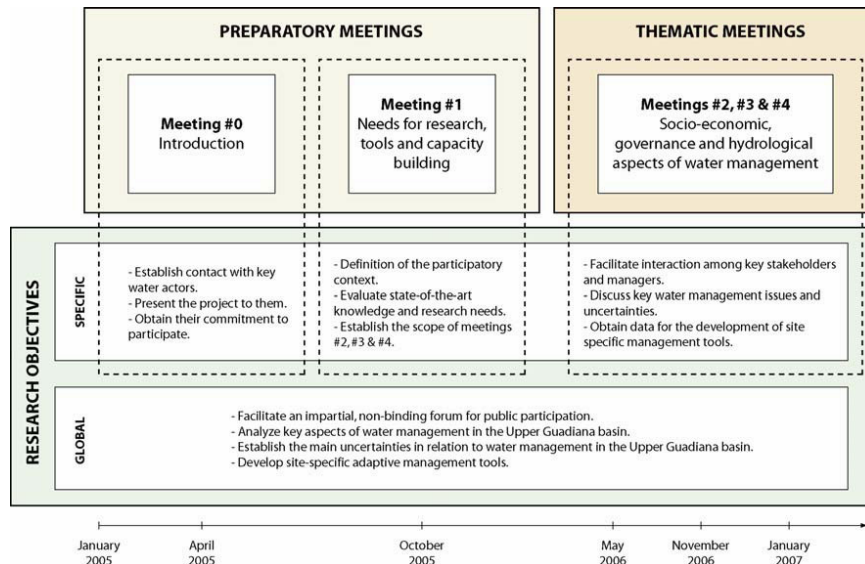 PREPARATORY MEETINGS
THEMATIC MEETINGS
Meeting #0
Introduction
Meeting #1
Needs for research,
tools and capacity
building
Meetings #2, #3 & #4
Socio-economic,
governance and hydrological
aspects of water management
RESEARCH OBJECTIVES
SPECIFIC
- Establish contact with key
water actors.
- Present the project to them.
- Obtain their commitment to
participate.
- Definition of the participatory
context.
- Evaluate state-of-the-art
knowledge and research needs.
- Establish the scope of meetings
#2, #3 & #4.
- Facilitate interaction among key stakeholders
and managers.
- Discuss key water management issues and
uncertainties.
- Obtain data for the development of site
specific management tools.
GLOBAL
- Facilitate an impartial, non-binding forum for public participation.
- Analyze key aspects of water management in the Upper Guadiana basin.
- Establish the main uncertainties in relation to water management in the Upper Guadiana basin.
- Develop site-specific adaptive management tools.
January
2005
April
2005
October
2005
May
2006
November
2006
January
2007